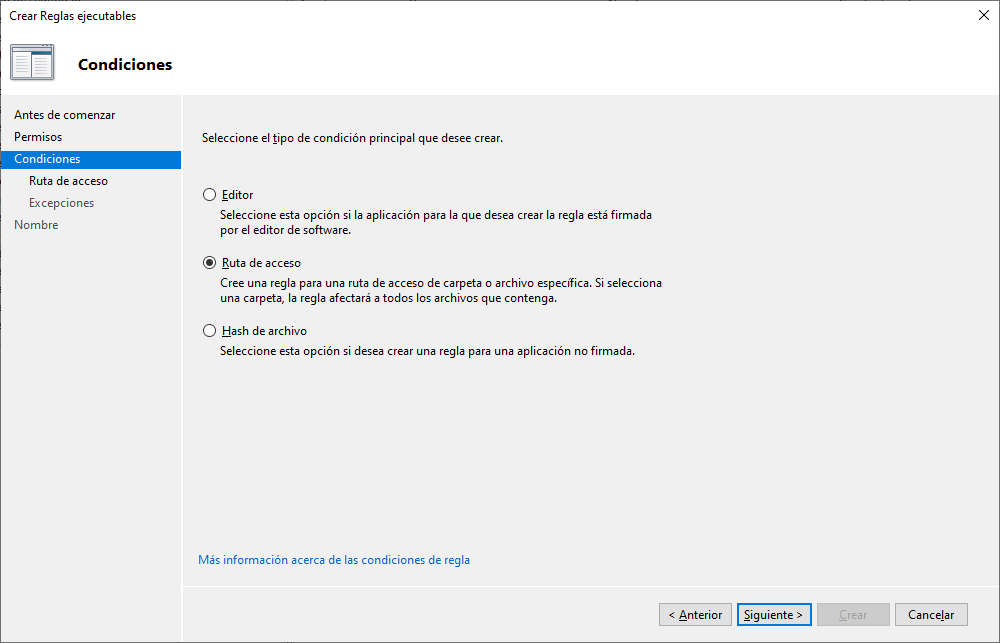 Crear Reglas ejecutables
Condiciones
Antes de comenzar
Permisos
Condiciones
Ruta de acceso
Excepciones
Nombre
Seleccione el tipo de condición principal que desee crear.
Editor
Seleccione esta opción si la aplicación para la que desea crear la regla está firmada
por el editor de software.
Ruta de acceso
Cree una regla para una ruta de acceso de carpeta o archivo específica. Si selecciona
una carpeta, la regla afectará a todos los archivos que contenga.
Hash de archivo
Seleccione esta opción si desea crear una regla para una aplicación no firmada.
Más información acerca de las condiciones de regla
< Anterior
Siguiente >
Crear
Cancelar